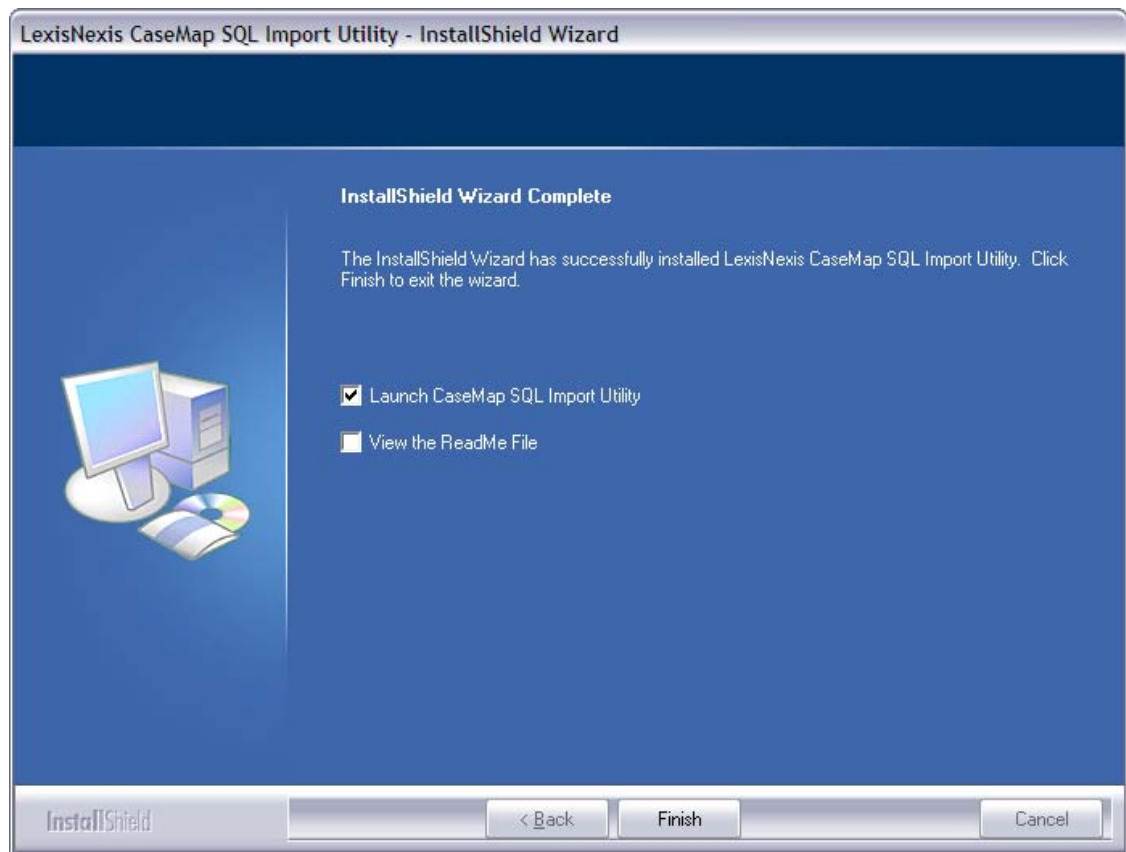 LexisNexis CaseMap SQL Import Utility - InstallShield Wizard
InstallShield Wizard Complete
The InstallShield Wizard has successfully installed LexisNexis CaseMap SQL Import Utility.  Click
Finish to exit the wizard.
Launch CaseMap SQL Import Utility
View the ReadMe File
InstallShield
< Back
Finish
Cancel